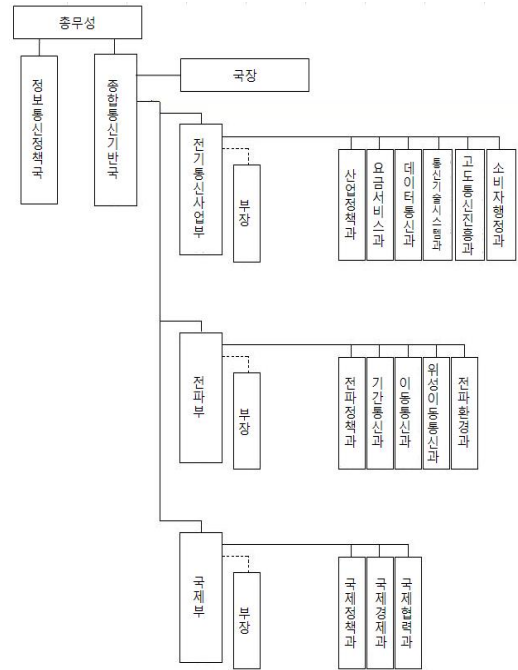 총무성
정보통신정책국
종합통신기반국
국장
전기통신사업부
부장
산업정책과
요금서비스과
데이터통신과
통신기술시스템과
고도통신진흥과
소비자행정과
전파부
부장
전파정책과
기간통신과
이동통신과
위성이동통신과
전파환경과
국제부
부장
국제정책과
국제경제과
국제협력과